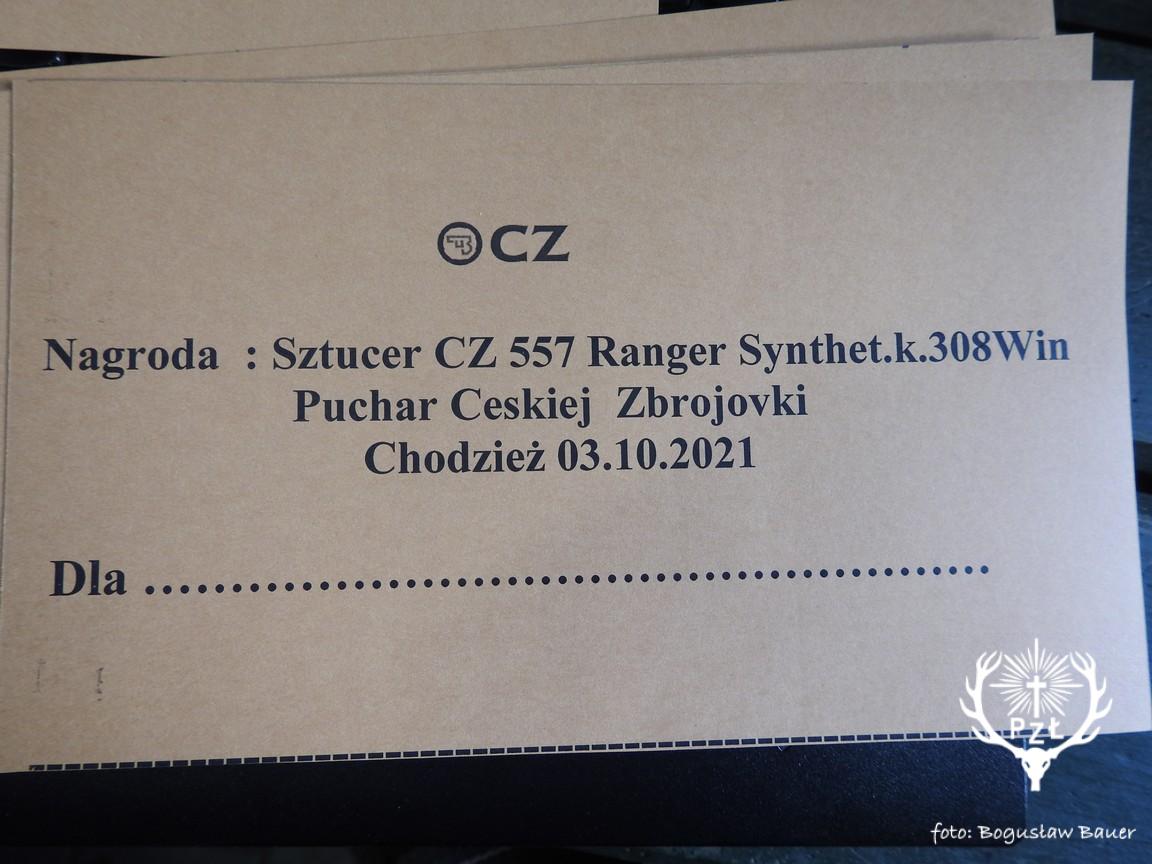 CZ
Nagroda : Sztucer CZ 557 Ranger Synthet.k.308Win
Puchar Ceskiej Zbrojovki
Chodzież 03.10.2021
Dla ..................................................
PZŁ
foto: Bogusław Bauer